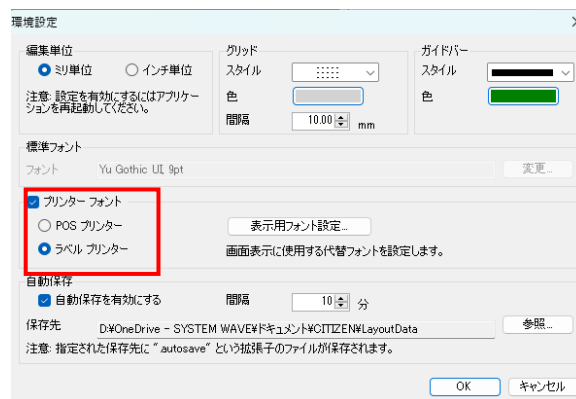 環境設定
編集単位
ミリ単位 インチ単位
注意: 設定を有効にするにはアプリケー
ションを再起動してください。
グリッド
スタイル
色
間隔 10.00 mm
ガイドバー
スタイル
色
標準フォント
フォント Yu Gothic UI, 9pt 変更...
プリンター フォント
POS プリンター
ラベル プリンター
表示用フォント設定...
画面表示に使用する代替フォントを設定します。
自動保存
自動保存を有効にする 間隔 10 分
保存先 D:¥OneDrive - SYSTEM WAVE¥ドキュメント¥CITIZEN¥LayoutData 参照...
注意: 指定された保存先に ".autosave" という拡張子のファイルが保存されます。
OK キャンセル